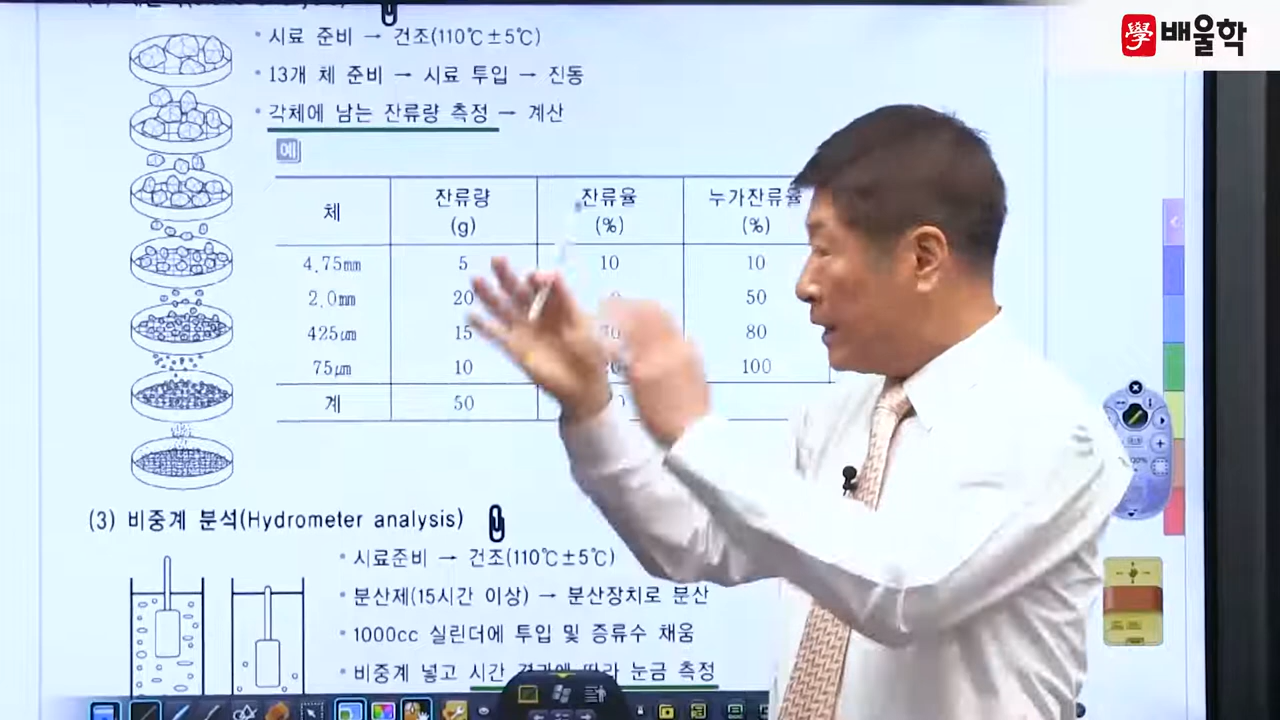 學 배울학
• 시료 준비 → 건조(110℃±5℃)
• 13개 체 준비 → 시료 투입 → 진동
• 각체에 남는 잔류량 측정 → 계산
예
체 잔류량 (g) 잔류율 (%) 누가잔류율 (%)
4.75mm 5 10 10
2.0mm 20 50
425μm 15 80
75μm 10 100
계 50
(3) 비중계 분석(Hydrometer analysis)
• 시료준비 → 건조(110℃±5℃)
• 분산제(15시간 이상) → 분산장치로 분산
• 1000cc 실린더에 투입 및 증류수 채움
• 비중계 넣고 시간 경과에 따라 눈금 측정